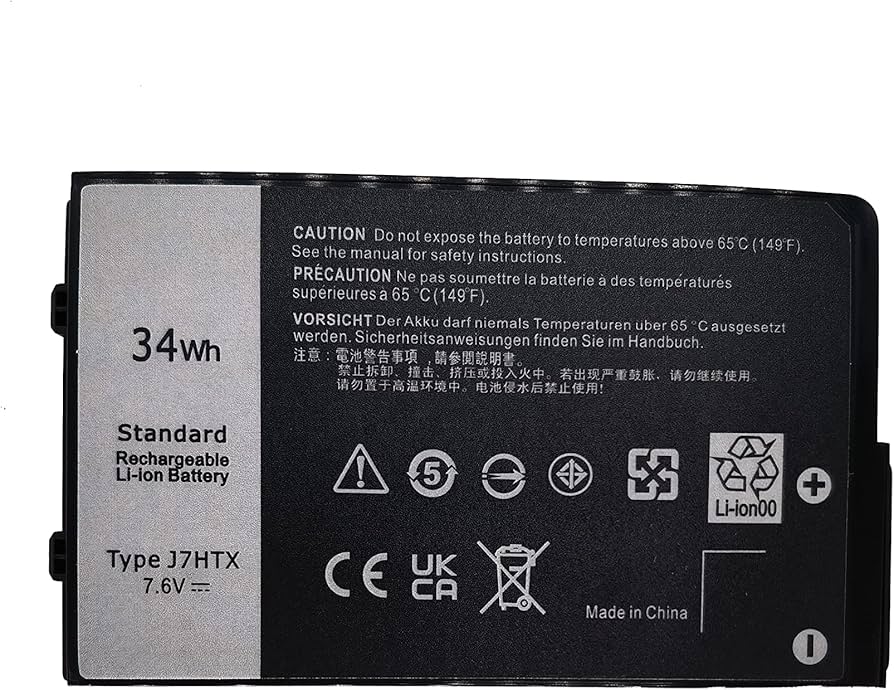 34Wh
Standard
Rechargeable
Li-ion Battery
Type J7HTX
7.6V ⎓
CAUTION Do not expose the battery to temperatures above 65°C (149°F).
See the manual for safety instructions.
PRÉCAUTION Ne pas soumettre la batterie à des températurés
supérieures à 65 °C (149°F).
VORSICHT Der Akku darf niemals Temperaturen uber 65 °C ausgesetzt
werden. Sicherheitsanweisungen finden Sie im Handbuch.
注意：電池警告事項，請參閱說明書。
禁止拆卸、撞击、挤压或投入火中。若出现严重鼓胀、请勿继续使用。
请勿置于高温环境中。电池侵水后禁止使用！
5
Li-ion00
+
CE
UK
CA
Made in China